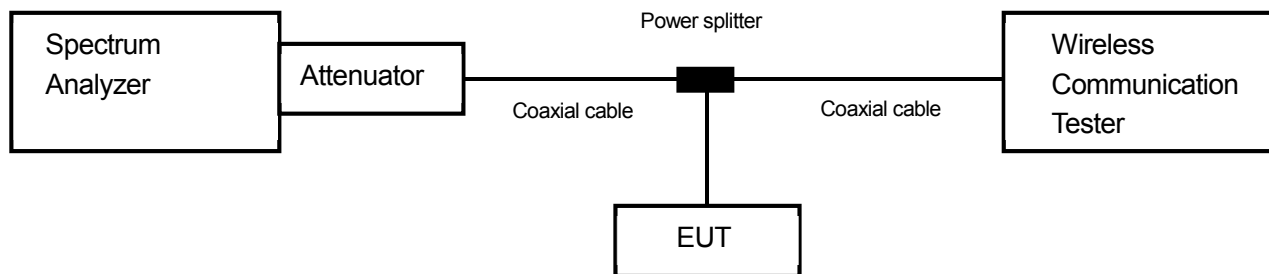 Power splitter
Spectrum
Analyzer
Attenuator
Coaxial cable
Coaxial cable
Wireless
Communication
Tester
EUT